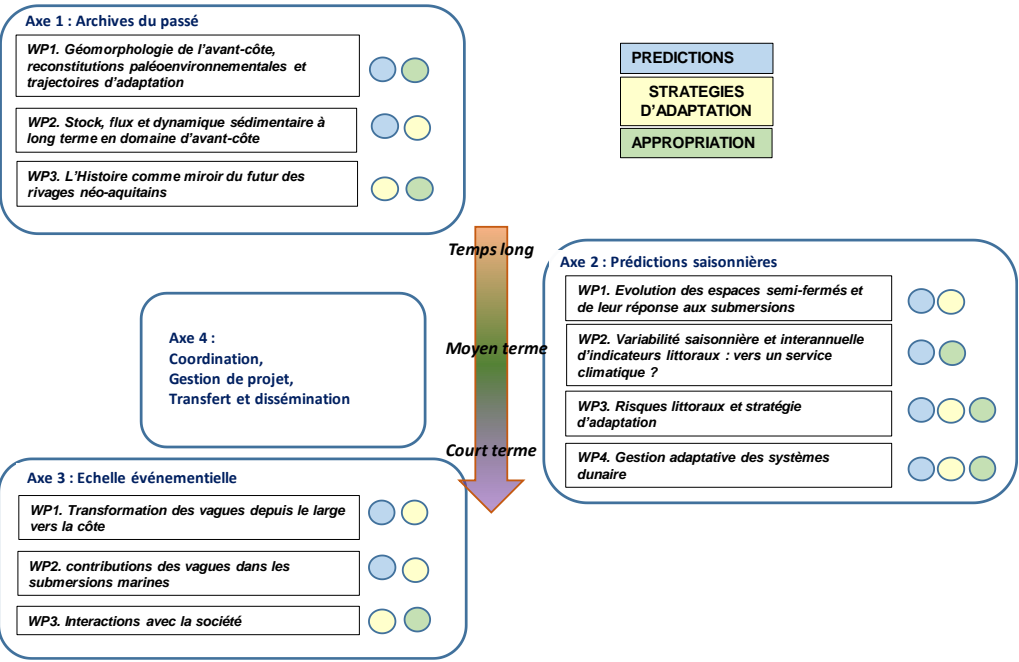 Axe 1 : Archives du passé
WP1. Géomorphologie de l'avant-côte,
reconstitutions paléoenvironnementales et
trajectoires d'adaptation
WP2. Stock, flux et dynamique sédimentaire à
long terme en domaine d'avant-côte
WP3. L'Histoire comme miroir du futur des
rivages néo-aquitains
PREDICTIONS
STRATEGIES
D'ADAPTATION
APPROPRIATION
Temps long
Moyen terme
Court terme
Axe 2 : Prédictions saisonnières
WP1. Evolution des espaces semi-fermés et
de leur réponse aux submersions
WP2. Variabilité saisonnière et interannuelle
d'indicateurs littoraux : vers un service
climatique ?
WP3. Risques littoraux et stratégie
d'adaptation
WP4. Gestion adaptative des systèmes
dunaire
Axe 4 :
Coordination,
Gestion de projet,
Transfert et dissémination
Axe 3 : Echelle événementielle
WP1. Transformation des vagues depuis le large
vers la côte
WP2. contributions des vagues dans les
submersions marines
WP3. Interactions avec la société